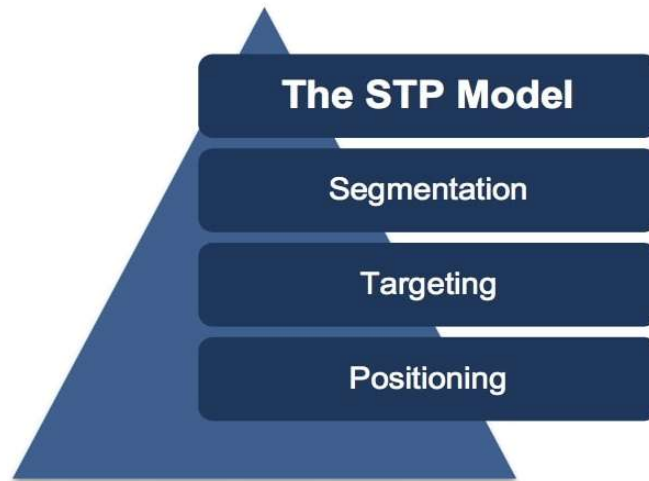 The STP Model
Segmentation
Targeting
Positioning